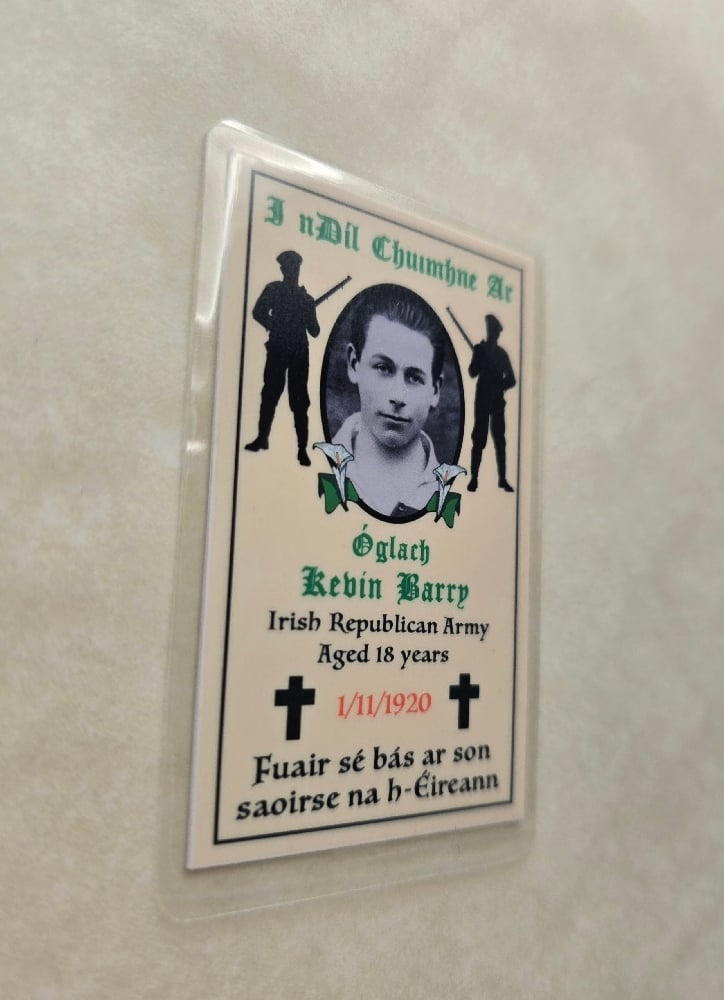 I nDíl Chuimhne Ar
Óglach
Kevin Barry
Irish Republican Army
Aged 18 years
1/11/1920
Fuair sé bás ar son
saoirse na h-Éireann